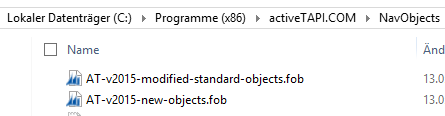 Lokaler Datenträger (C:) Programme (x86) activeTAPI.COM NavObjects
Name Änd
AT-v2015-modified-standard-objects.fob 13.0
AT-v2015-new-objects.fob 13.0